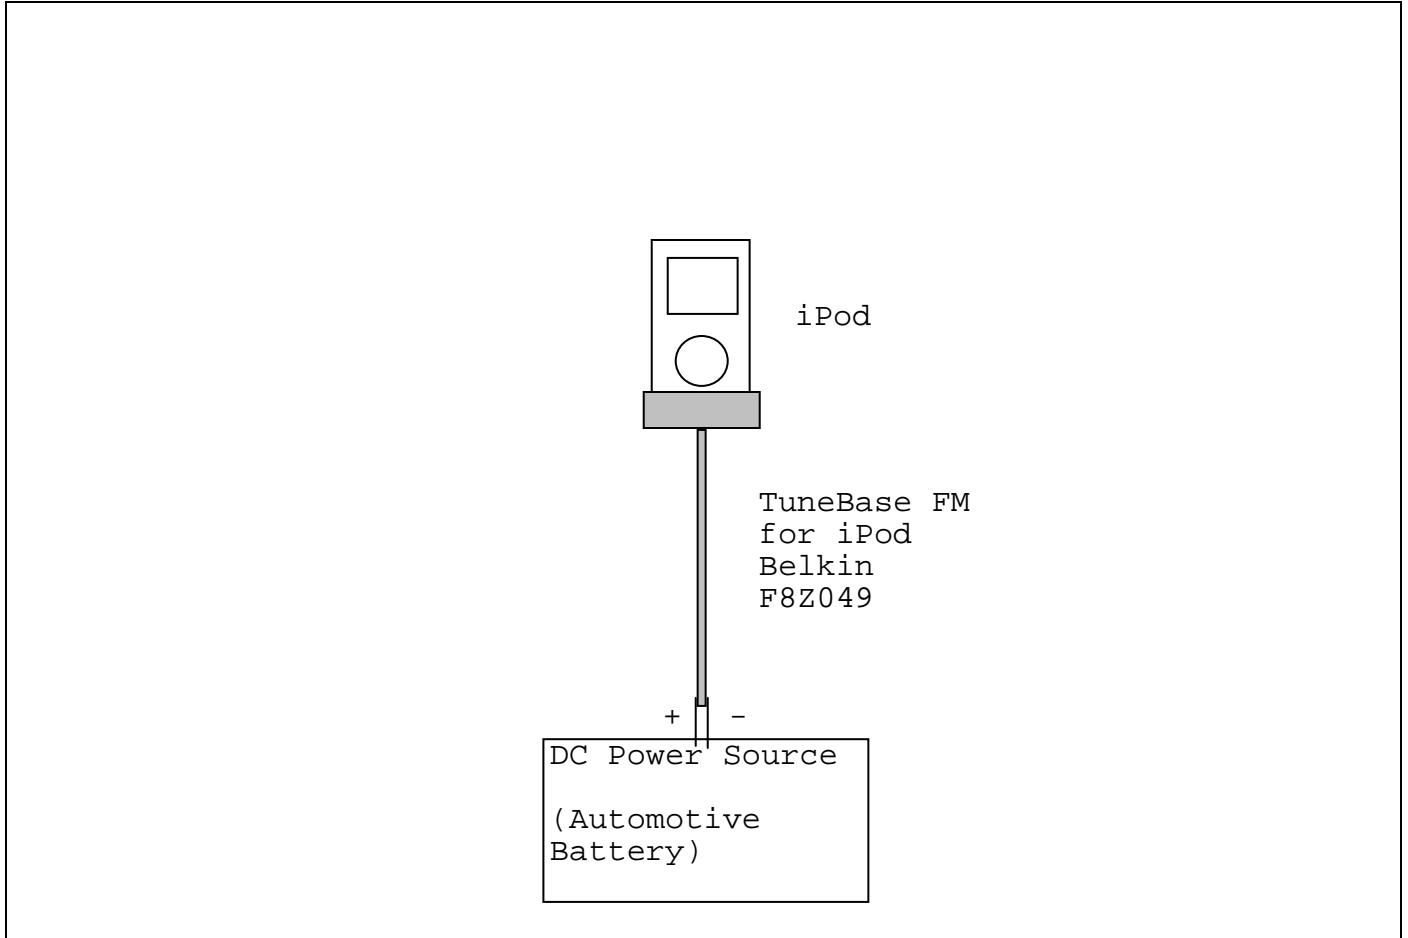 iPod
TuneBase FM
for iPod
Belkin
F8Z049
+ -
DC Power Source
(Automotive
Battery)